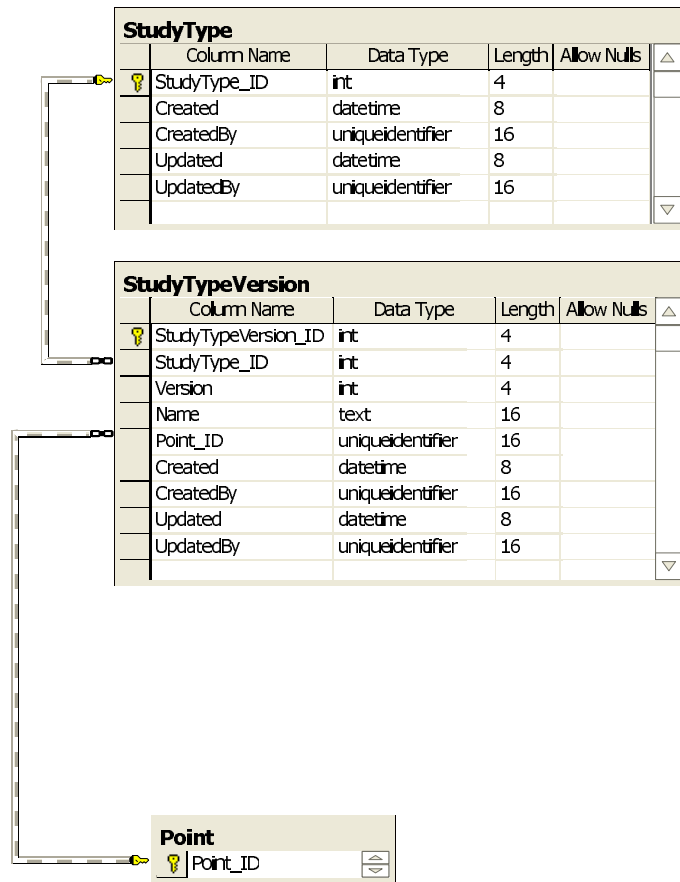 StudyType
Column Name Data Type Length Allow Nulls
StudyType_ID int 4
Created datetime 8
CreatedBy uniqueidentifier 16
Updated datetime 8
UpdatedBy uniqueidentifier 16
StudyTypeVersion
Column Name Data Type Length Allow Nulls
StudyTypeVersion_ID int 4
StudyType_ID int 4
Version int 4
Name text 16
Point_ID uniqueidentifier 16
Created datetime 8
CreatedBy uniqueidentifier 16
Updated datetime 8
UpdatedBy uniqueidentifier 16
Point
Point_ID